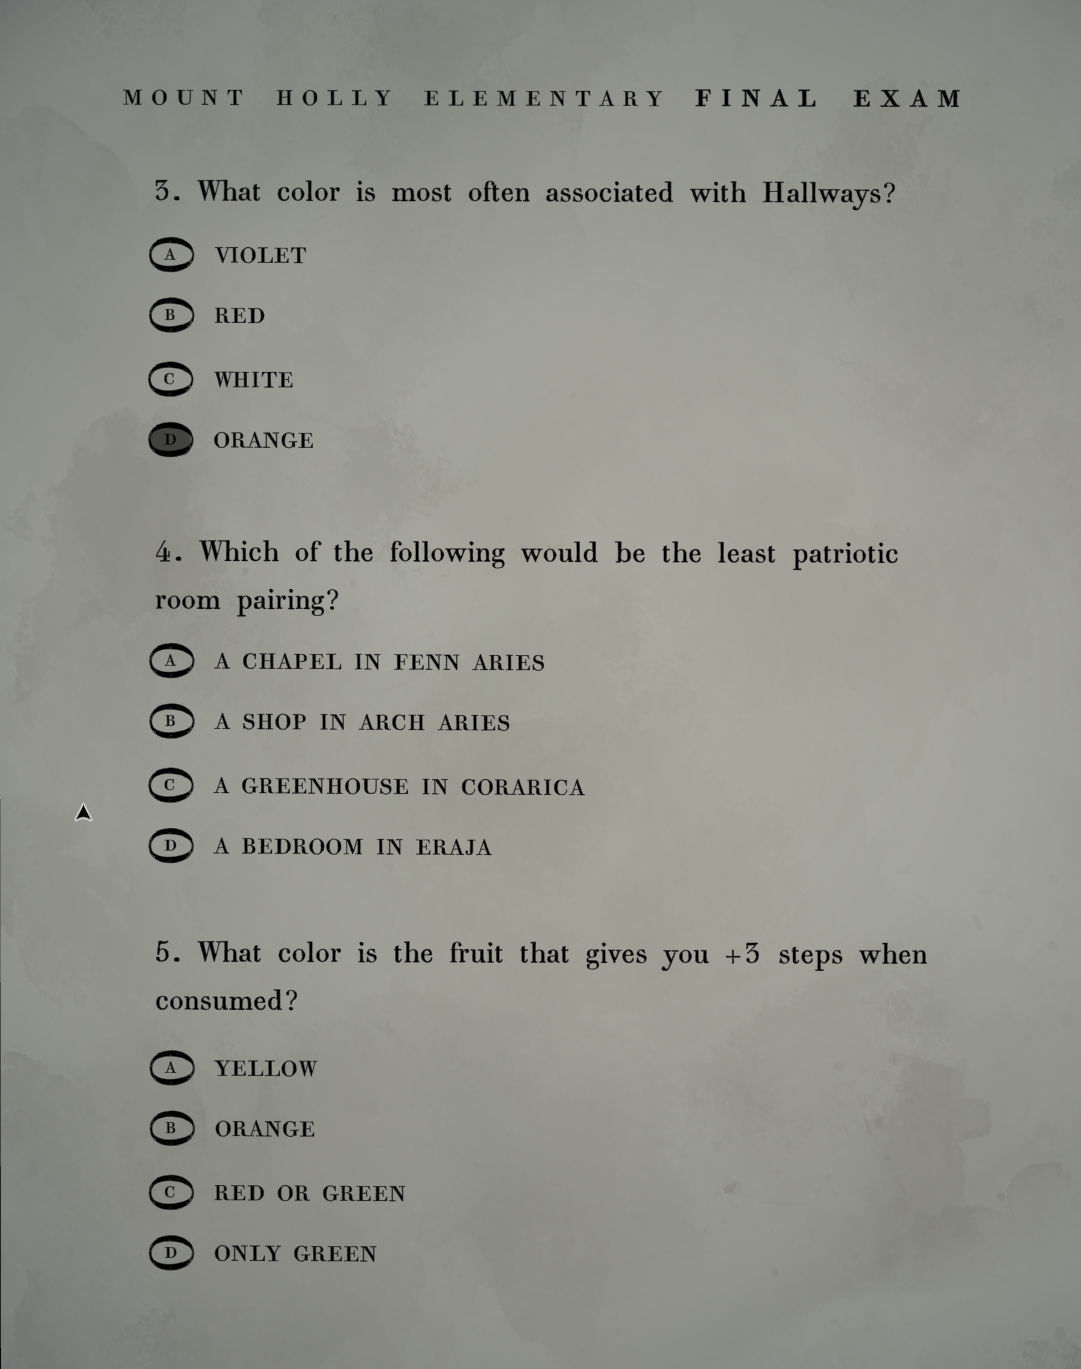 MOUNT HOLLY ELEMENTARY FINAL EXAM
3. What color is most often associated with Hallways?
A VIOLET
B RED
C WHITE
D ORANGE
4. Which of the following would be the least patriotic
room pairing?
A A CHAPEL IN FENN ARIES
B A SHOP IN ARCH ARIES
C A GREENHOUSE IN CORARICA
D A BEDROOM IN ERAJA
5. What color is the fruit that gives you +3 steps when
consumed?
A YELLOW
B ORANGE
C RED OR GREEN
D ONLY GREEN